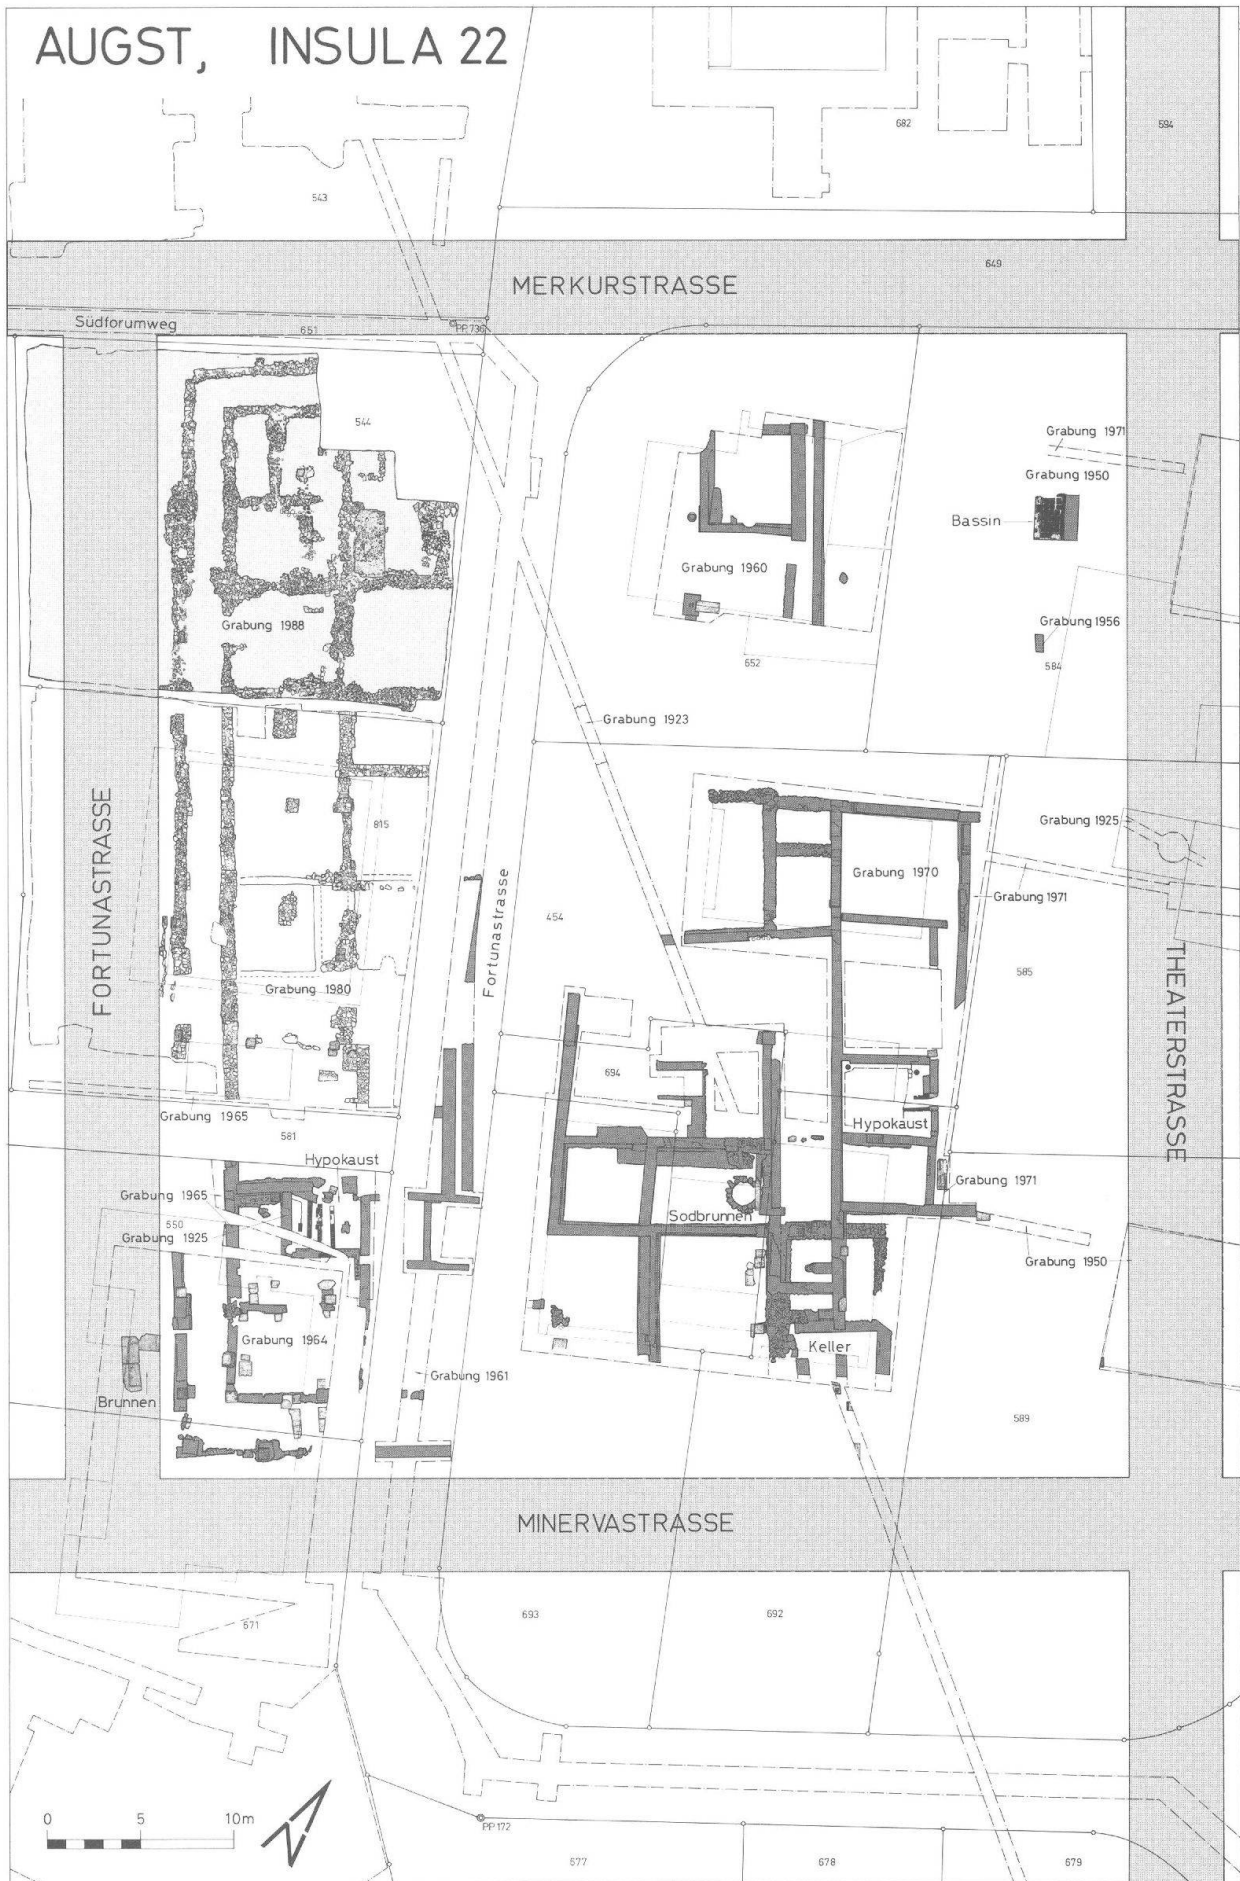 AUGST, INSULA 22
682
594
543
649
MERKURSTRASSE
Südforumweg
651
PP. 736
544
Grabung 1971
Grabung 1950
Bassin
Grabung 1960
Grabung 1988
Grabung 1956
652
584
Grabung 1923
FORTUNASTRASSE
815
Grabung 1925
Grabung 1970
Grabung 1971
Fortunastrasse
454
585
THEATERSTRASSE
Grabung 1980
694
Grabung 1965
Hypokaust
581
Hypokaust
Grabung 1971
Grabung 1965
550
Grabung 1925
Sodbrunnen
Grabung 1950
Grabung 1964
Keller
Grabung 1961
Brunnen
589
MINERVASTRASSE
693
692
671
0 5 10m
N
PP 172
677
678
679